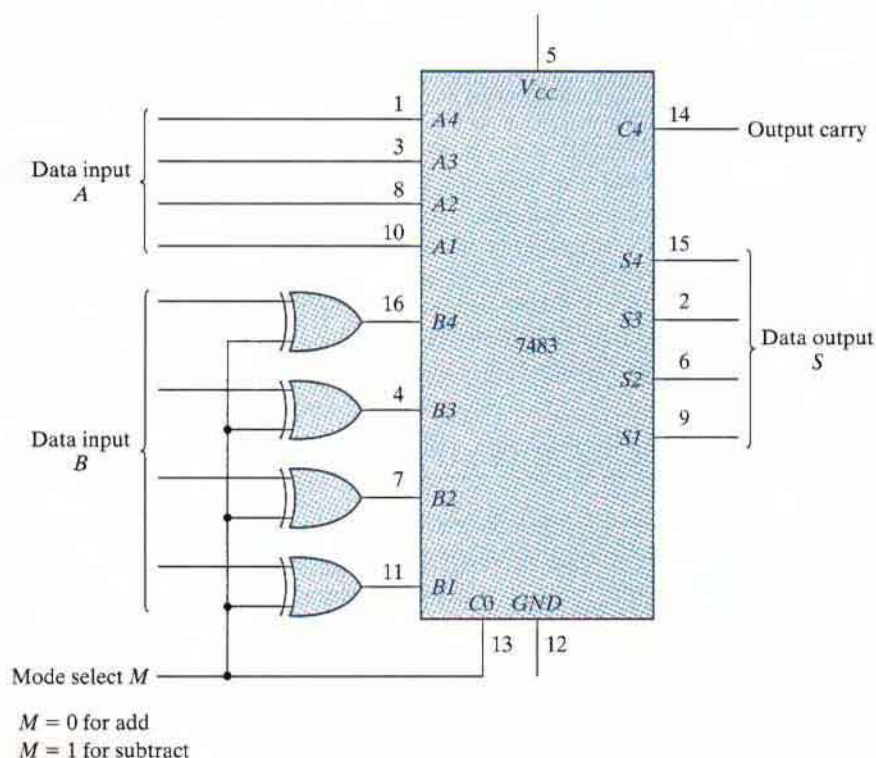 5
V_CC
1
A4
C4
14
Output carry
3
A3
Data input
A
8
A2
10
A1
S4
15
16
B4
S3
2
7483
Data output
S
S2
6
4
B3
S1
9
Data input
B
7
B2
11
B1
C0
GND
13
12
Mode select M
M = 0 for add
M = 1 for subtract